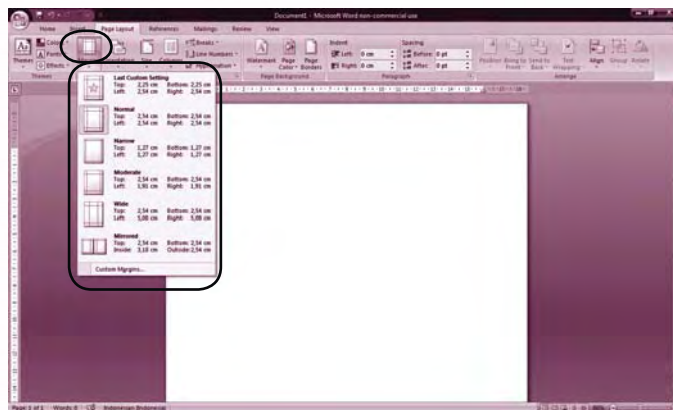 Document1 - Microsoft Word non-commercial use
Home Insert Page Layout References Mailings Review View
Themes
Effects
Size
Columns
Breaks
Line Numbers
Watermark Page Color Page Borders
Indent
Left: 0 cm
Right: 0 cm
Spacing
Before: 0 pt
After: 0 pt
Position Bring to Front Send to Back Text Wrapping Align Group Rotate
Themes Page Background Paragraph Arrange
Last Custom Setting
Top: 2,25 cm Bottom: 2,25 cm
Left: 2,54 cm Right: 2,54 cm
Normal
Top: 2,54 cm Bottom: 2,54 cm
Left: 2,54 cm Right: 2,54 cm
Narrow
Top: 1,27 cm Bottom: 1,27 cm
Left: 1,27 cm Right: 1,27 cm
Moderate
Top: 2,54 cm Bottom: 2,54 cm
Left: 1,91 cm Right: 1,91 cm
Wide
Top: 2,54 cm Bottom: 2,54 cm
Left: 5,08 cm Right: 5,08 cm
Mirrored
Top: 2,54 cm Bottom: 2,54 cm
Inside: 3,18 cm Outside: 2,54 cm
Custom Margins...
Page: 1 of 1 Words: 0 Indonesian (Indonesia)